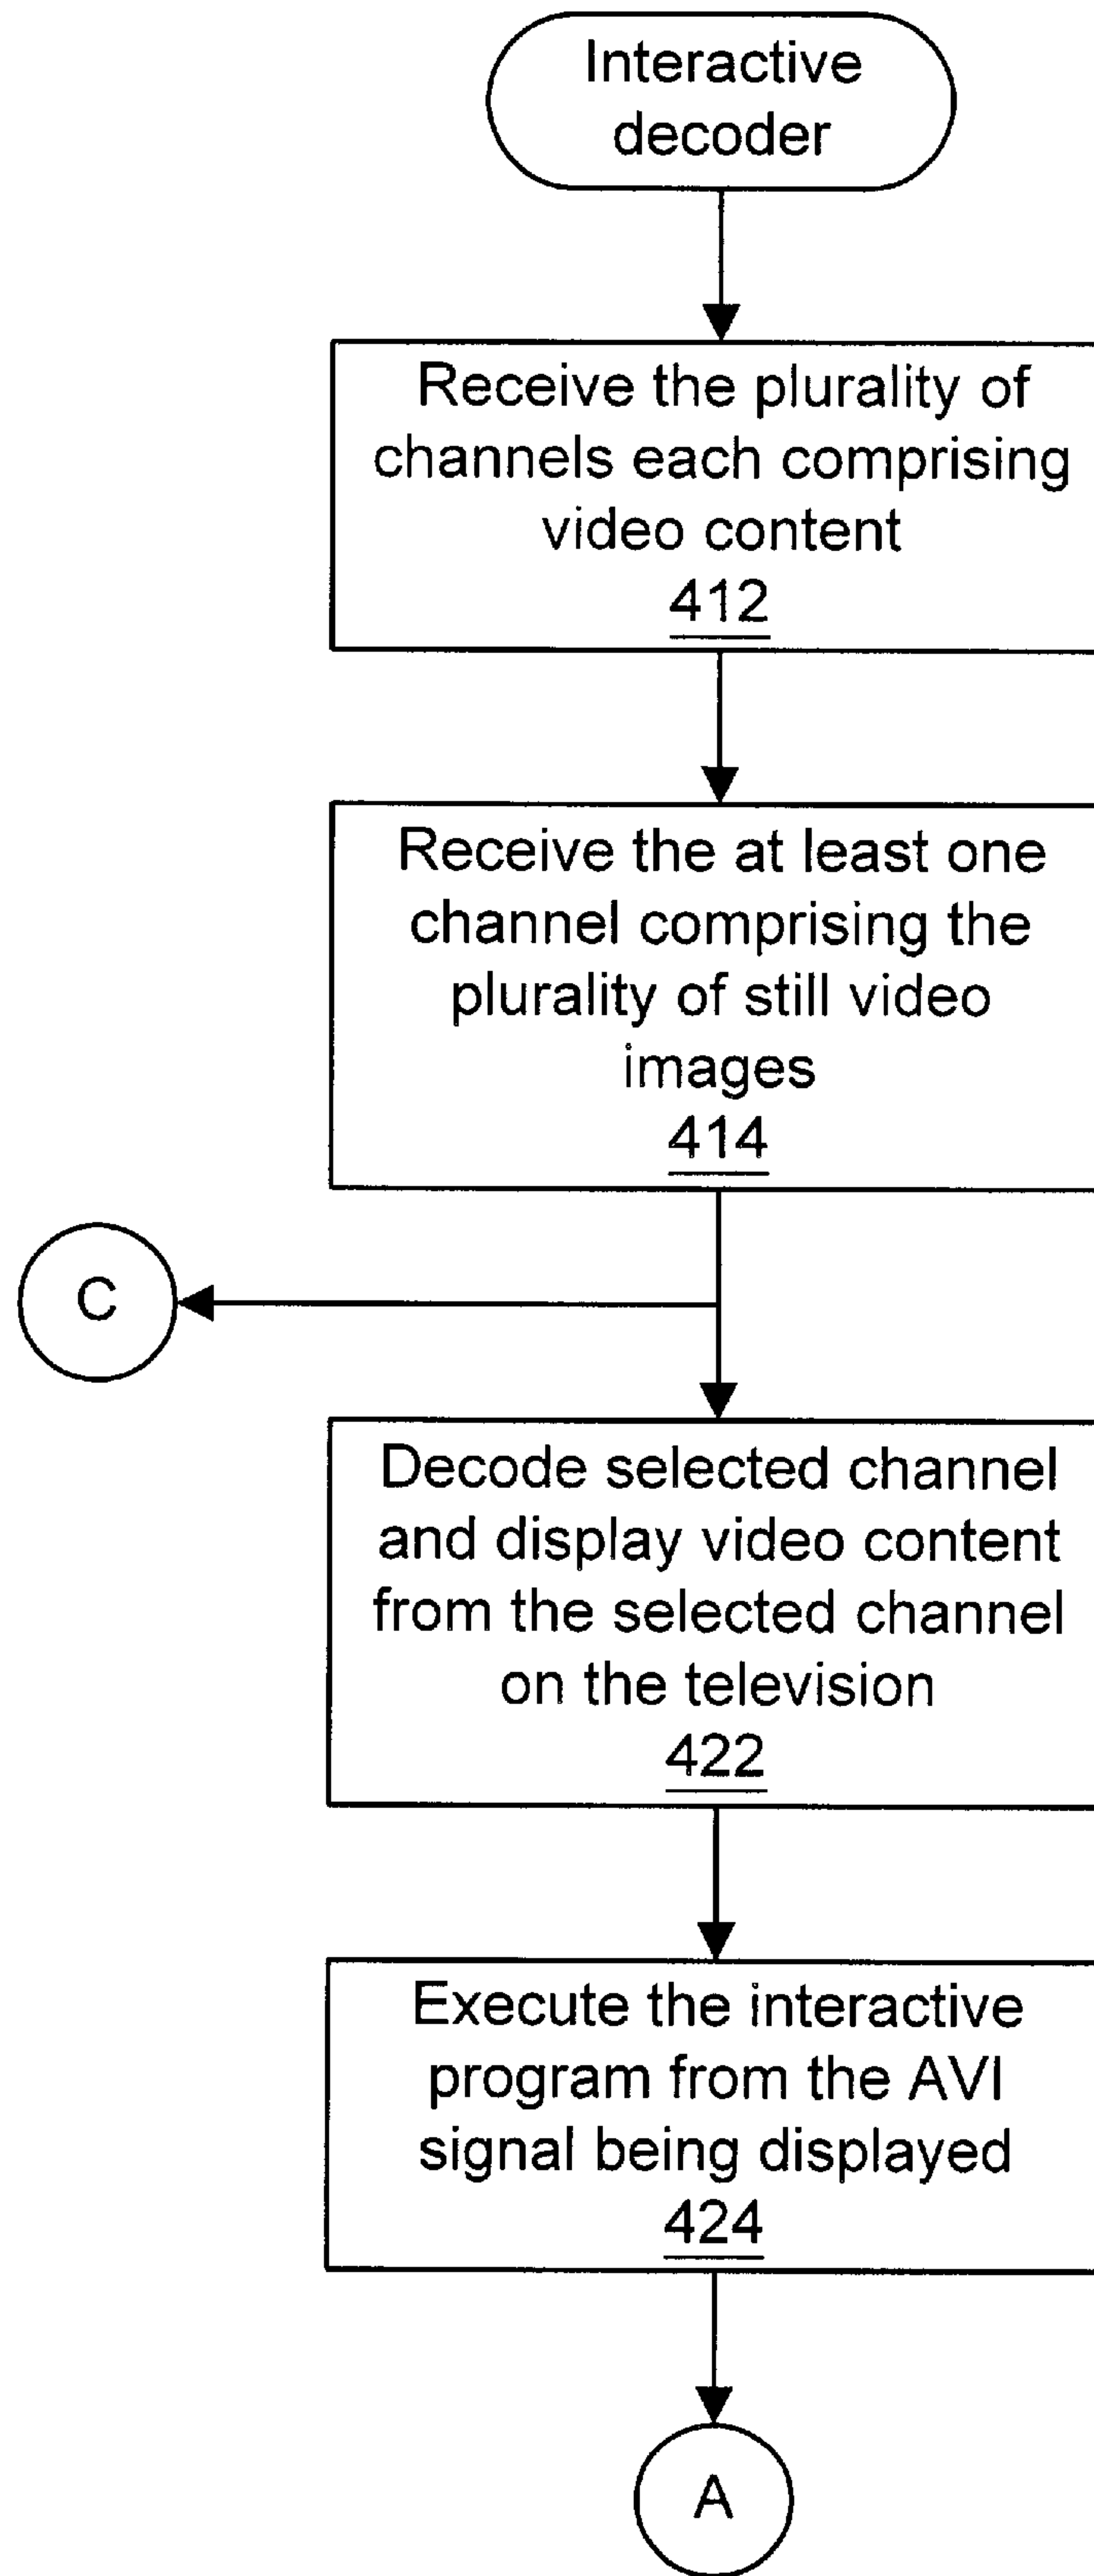 Interactive
decoder
Receive the plurality of
channels each comprising
video content
412
Receive the at least one
channel comprising the
plurality of still video
images
414
C
Decode selected channel
and display video content
from the selected channel
on the television
422
Execute the interactive
program from the AVI
signal being displayed
424
A